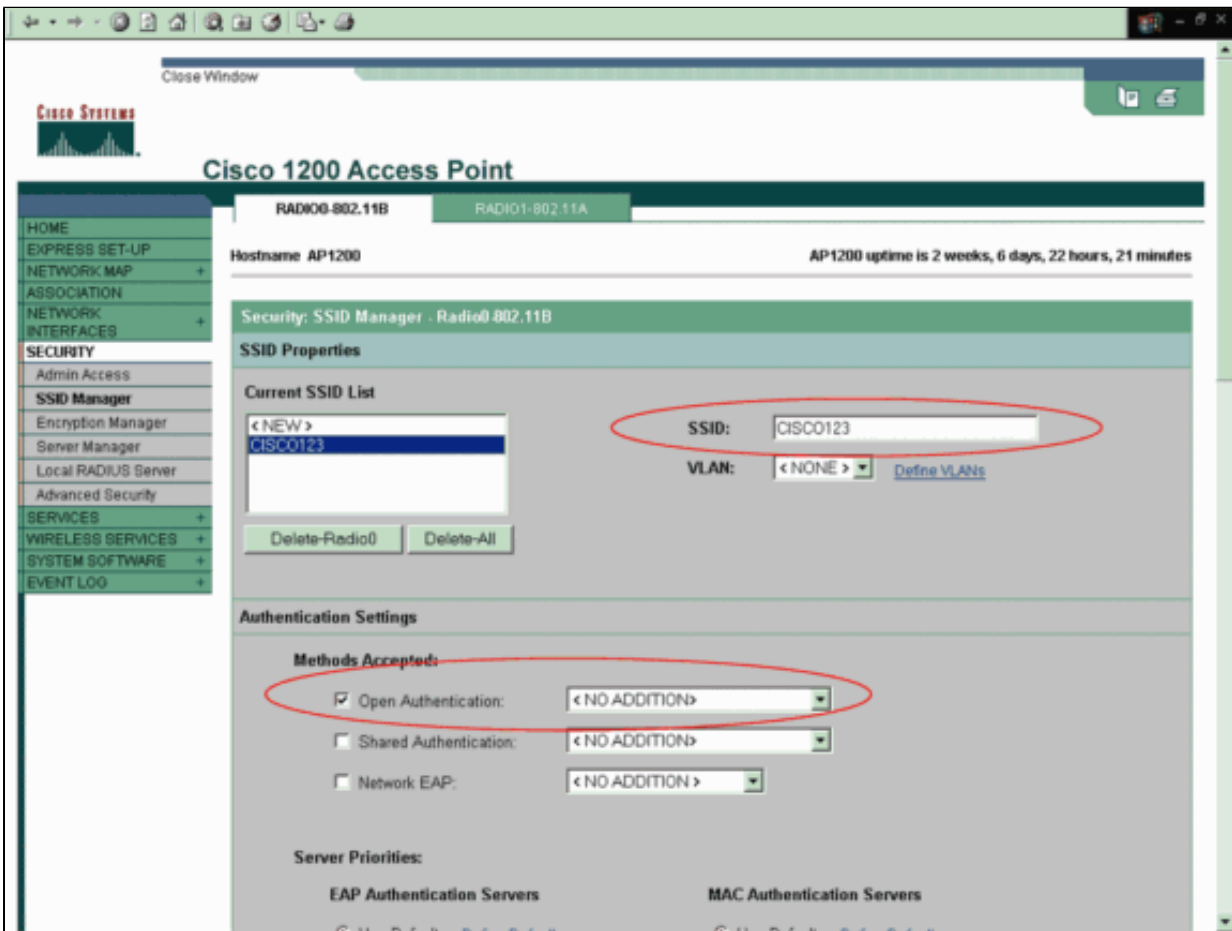 Close Window
CISCO SYSTEMS
Cisco 1200 Access Point
RADIO0-802.11B
RADIO1-802.11A
HOME
EXPRESS SET-UP
NETWORK MAP +
ASSOCIATION
NETWORK INTERFACES +
SECURITY
Admin Access
SSID Manager
Encryption Manager
Server Manager
Local RADIUS Server
Advanced Security
SERVICES +
WIRELESS SERVICES +
SYSTEM SOFTWARE +
EVENT LOG +
Hostname AP1200
AP1200 uptime is 2 weeks, 6 days, 22 hours, 21 minutes
Security: SSID Manager - Radio0-802.11B
SSID Properties
Current SSID List
< NEW >
CISCO123
SSID: CISCO123
VLAN: < NONE > Define VLANs
Delete-Radio0 Delete-All
Authentication Settings
Methods Accepted:
Open Authentication: < NO ADDITION>
Shared Authentication: < NO ADDITION>
Network EAP: < NO ADDITION >
Server Priorities:
EAP Authentication Servers
MAC Authentication Servers